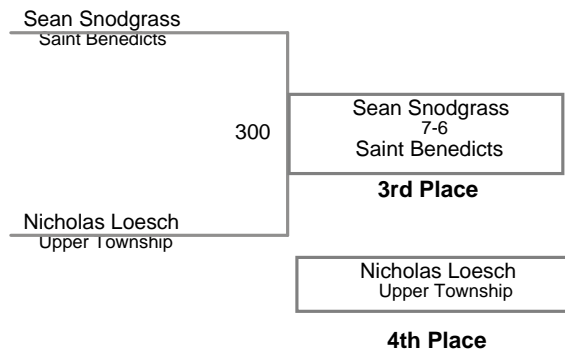 Sean Snodgrass
Saint Benedicts
300
Sean Snodgrass
7-6
Saint Benedicts
3rd Place
Nicholas Loesch
Upper Township
Nicholas Loesch
Upper Township
4th Place